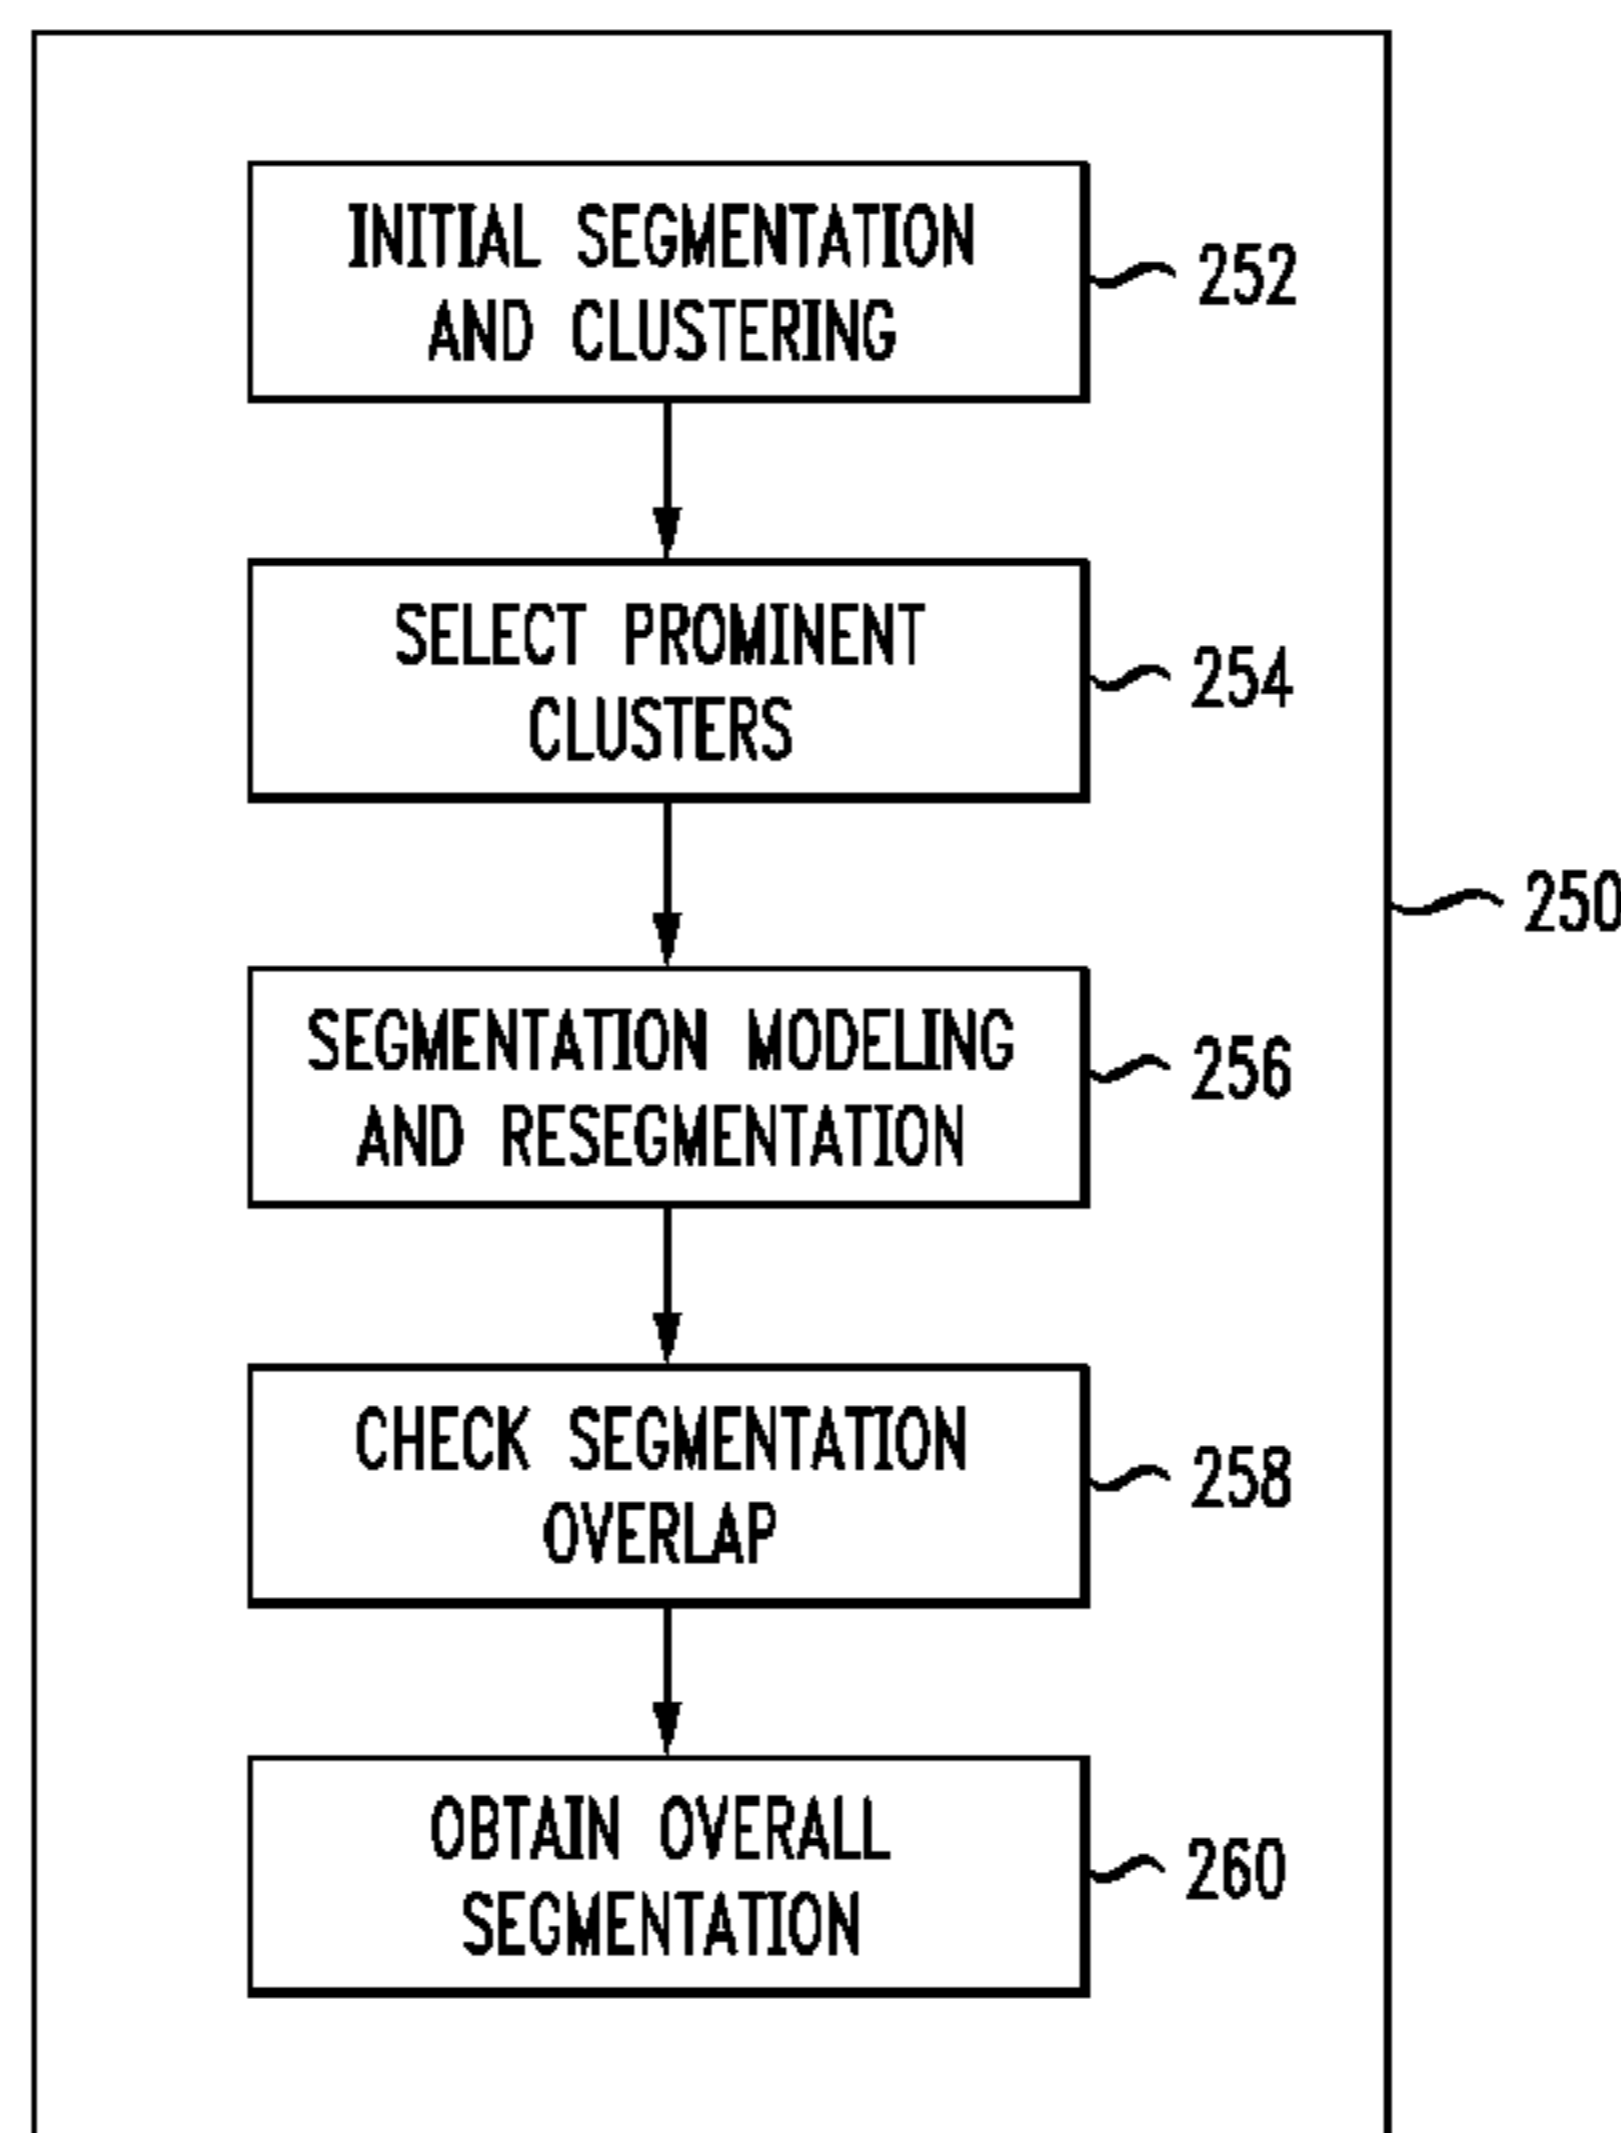 INITIAL SEGMENTATION
AND CLUSTERING
252
SELECT PROMINENT
CLUSTERS
254
250
SEGMENTATION MODELING
AND RESEGMENTATION
256
CHECK SEGMENTATION
OVERLAP
258
OBTAIN OVERALL
SEGMENTATION
260